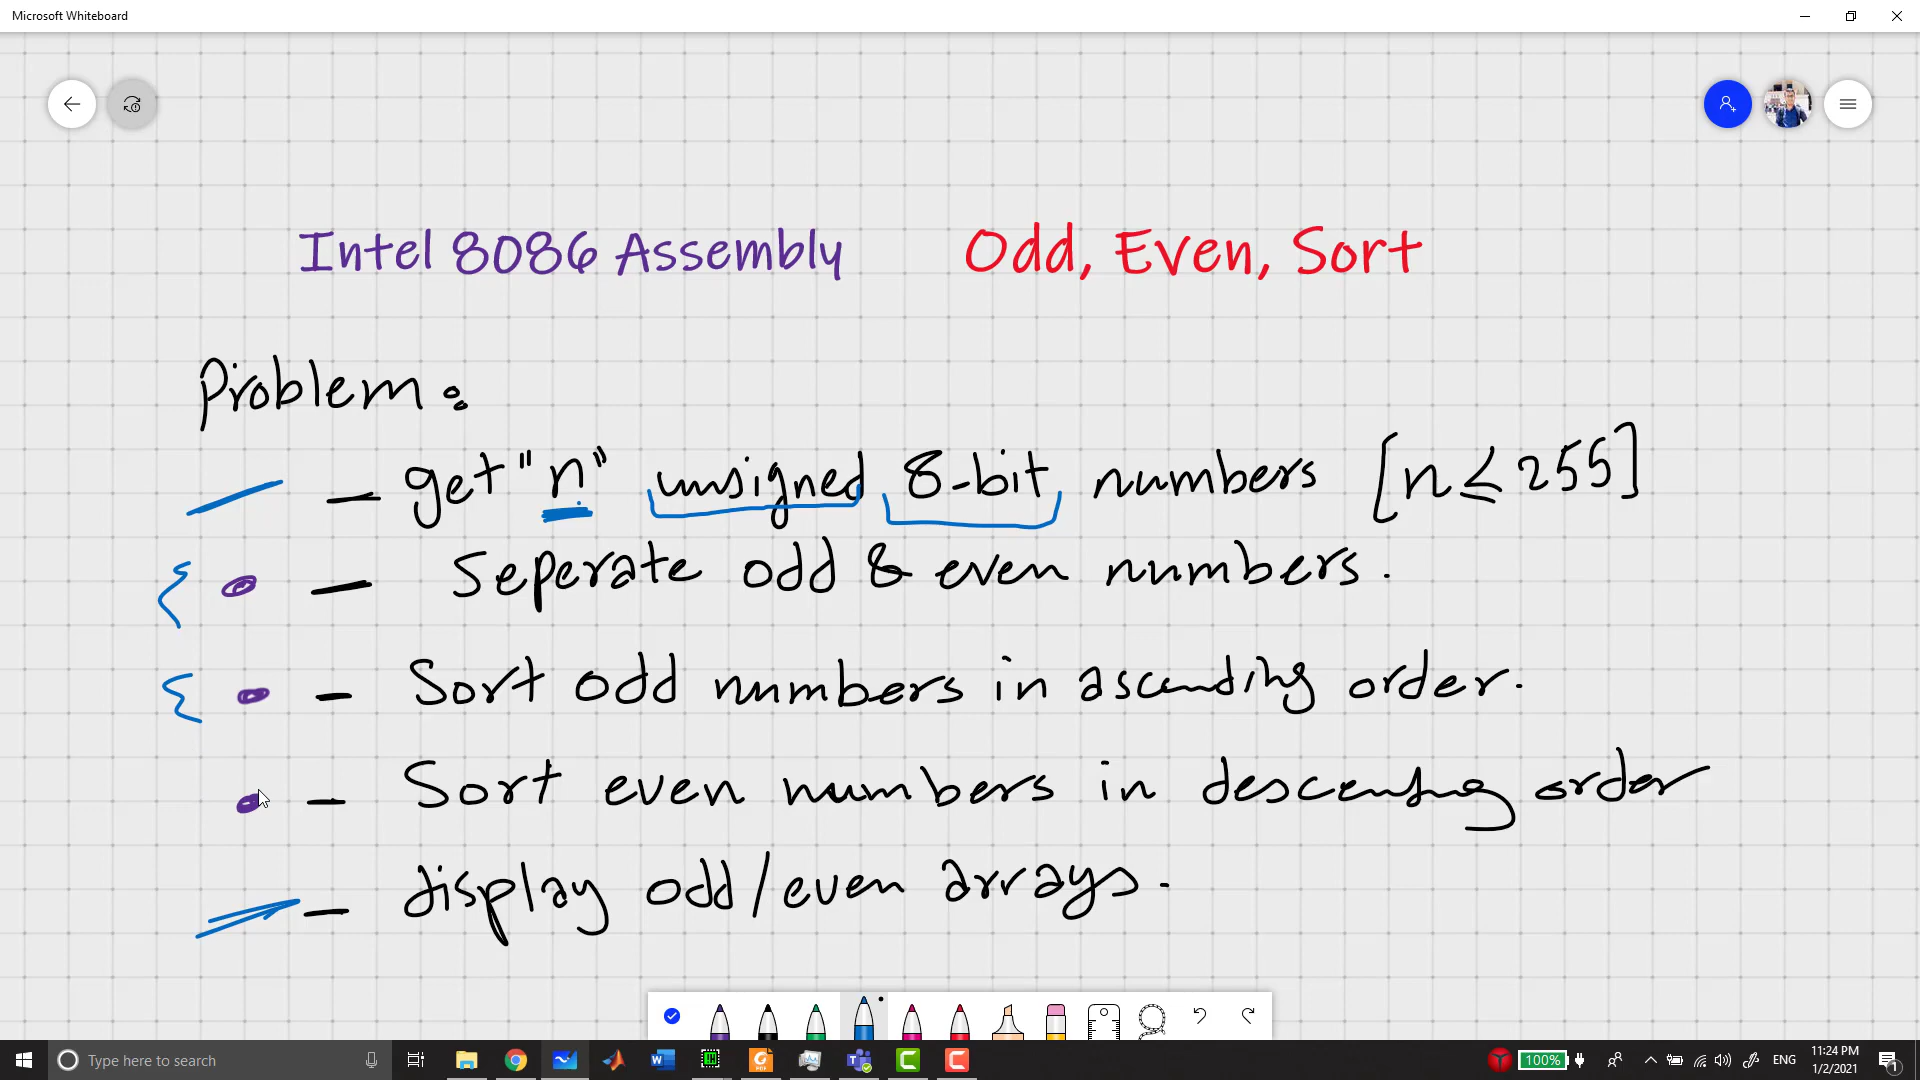 Microsoft Whiteboard
Intel 8086 Assembly Odd, Even, Sort
Problem:
- get "n" unsigned 8-bit numbers [n ≤ 255]
- Seperate odd & even numbers.
- Sort odd numbers in ascending order.
- Sort even numbers in descending order
- display odd/even arrays.
Type here to search
100%
ENG
11:24 PM
1/2/2021
1